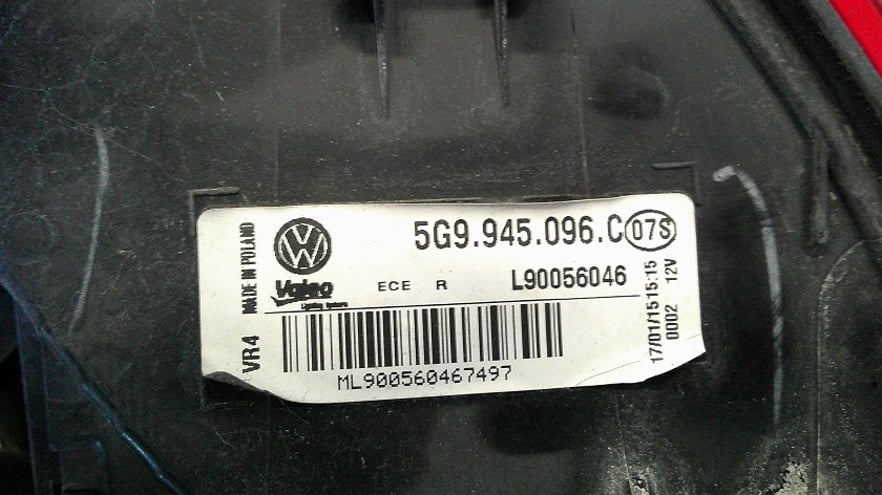 MADE IN POLAND
VR4
5G9.945.096.C 07S
Valeo
ECE R L90056046
ML900560467497
17/01/15 15:15
0002 12V